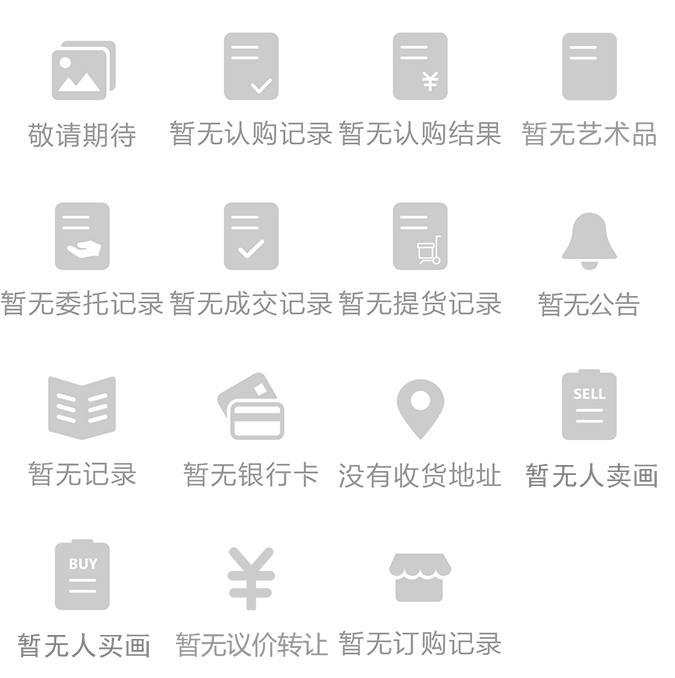 敬请期待
暂无认购记录
暂无认购结果
暂无艺术品
暂无委托记录
暂无成交记录
暂无提货记录
暂无公告
SELL
暂无记录
暂无银行卡
没有收货地址
暂无人卖画
BUY
暂无人买画
暂无议价转让
暂无订购记录